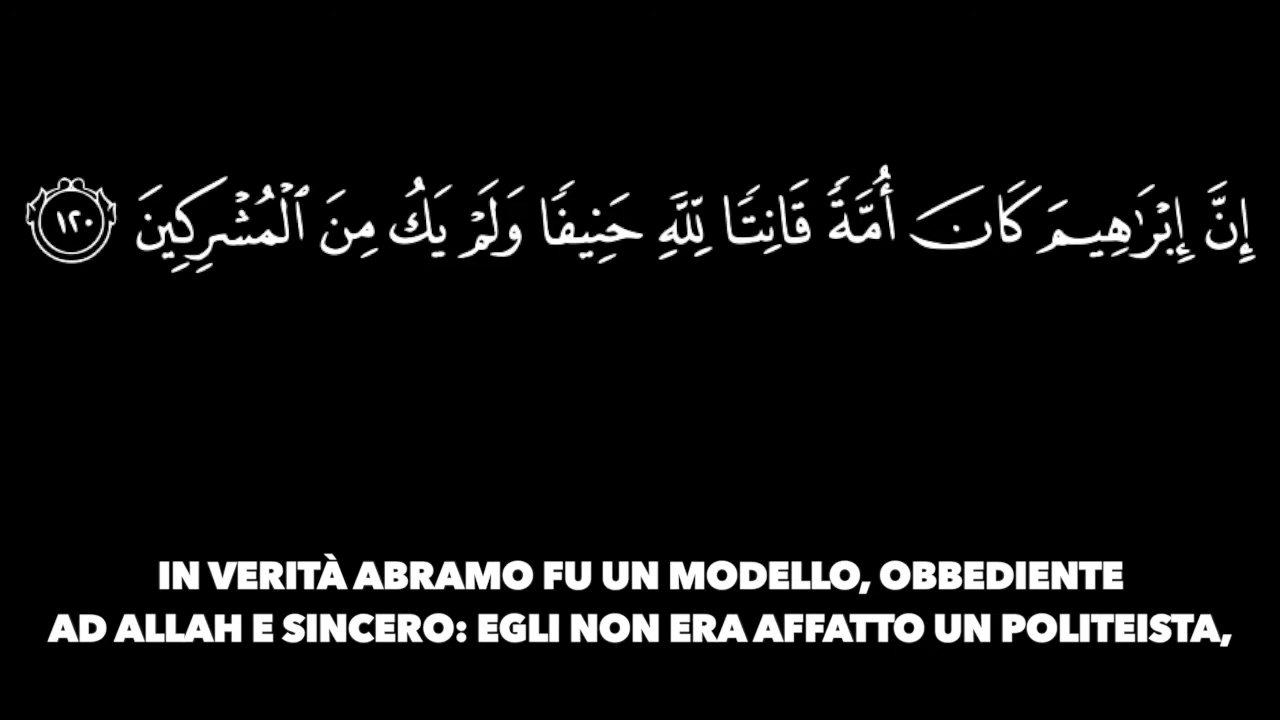 إِنَّ إِبۡرَٰهِيمَ كَانَ أُمَّةٗ قَانِتٗا لِّلَّهِ حَنِيفٗا وَلَمۡ يَكُ مِنَ ٱلۡمُشۡرِكِينَ ١٢٠
IN VERITÀ ABRAMO FU UN MODELLO, OBBEDIENTE
AD ALLAH E SINCERO: EGLI NON ERA AFFATTO UN POLITEISTA,